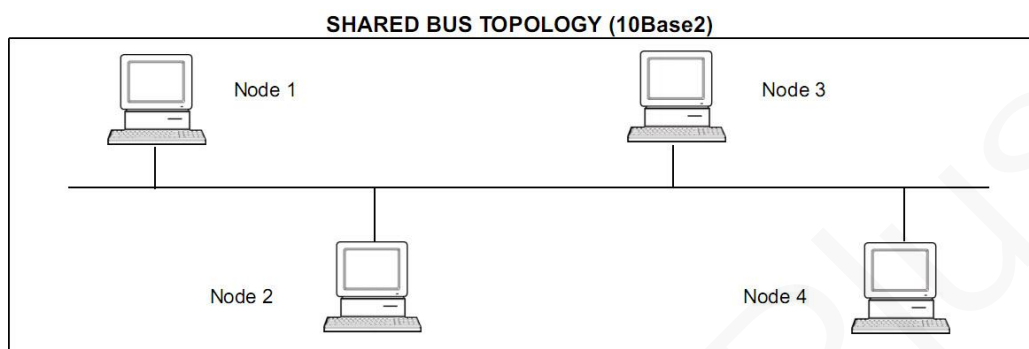 SHARED BUS TOPOLOGY (10Base2)
Node 1
Node 3
Node 2
Node 4